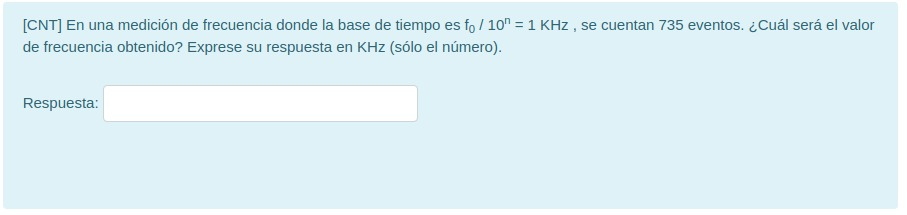 [CNT] En una medición de frecuencia donde la base de tiempo es f₀ / 10ⁿ = 1 KHz , se cuentan 735 eventos. ¿Cuál será el valor
de frecuencia obtenido? Exprese su respuesta en KHz (sólo el número).
Respuesta: